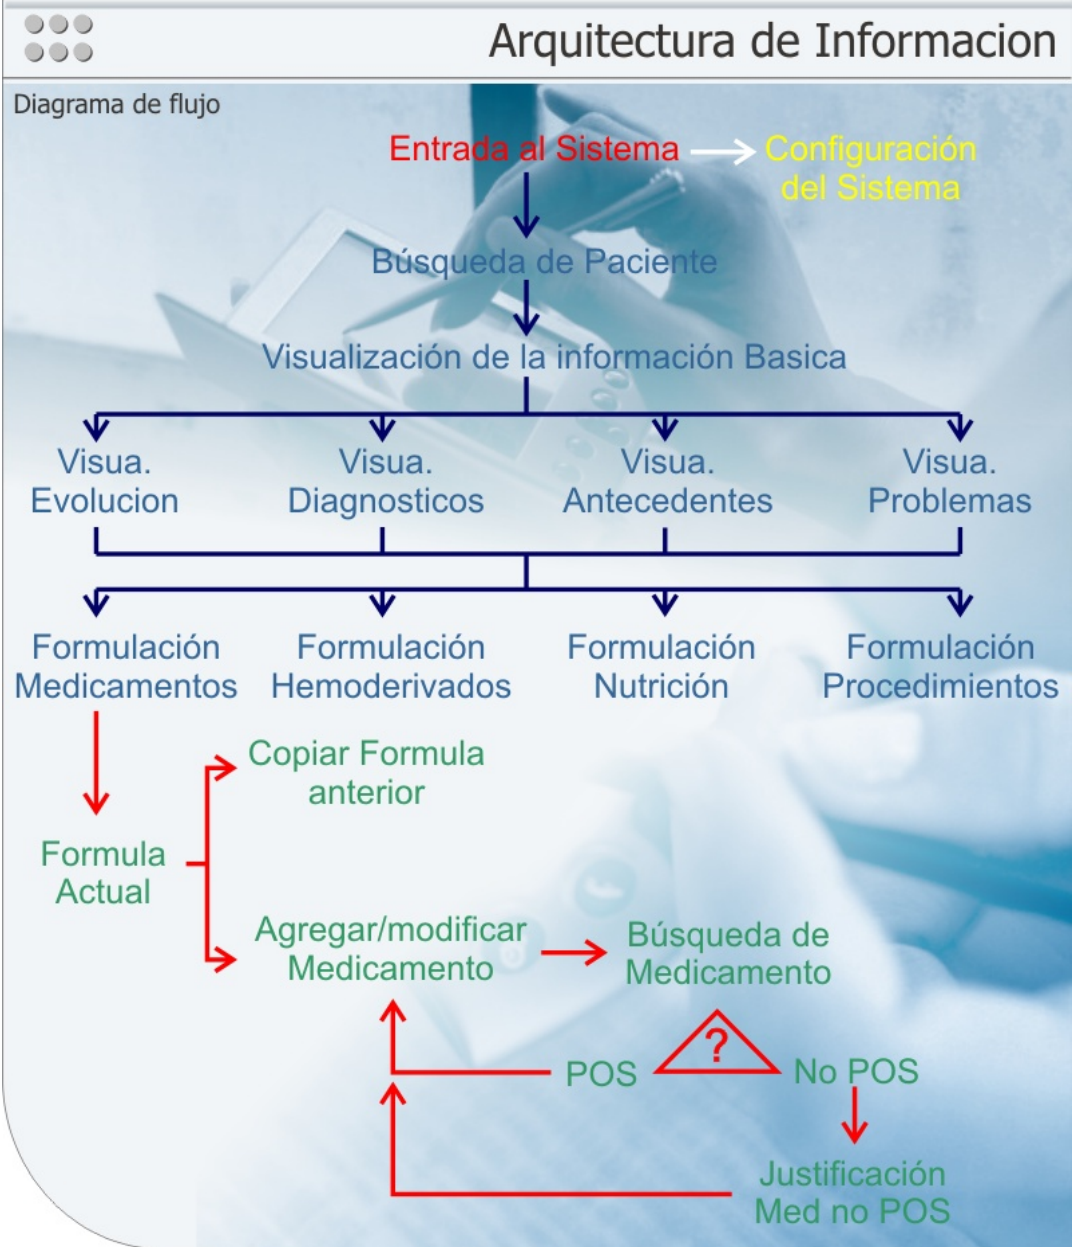 Arquitectura de Informacion
Diagrama de flujo
Entrada al Sistema
Configuración
del Sistema
Búsqueda de Paciente
Visualización de la información Basica
Visua.
Evolucion
Visua.
Diagnosticos
Visua.
Antecedentes
Visua.
Problemas
Formulación
Medicamentos
Formulación
Hemoderivados
Formulación
Nutrición
Formulación
Procedimientos
Copiar Formula
anterior
Formula
Actual
Agregar/modificar
Medicamento
Búsqueda de
Medicamento
?
POS
No POS
Justificación
Med no POS